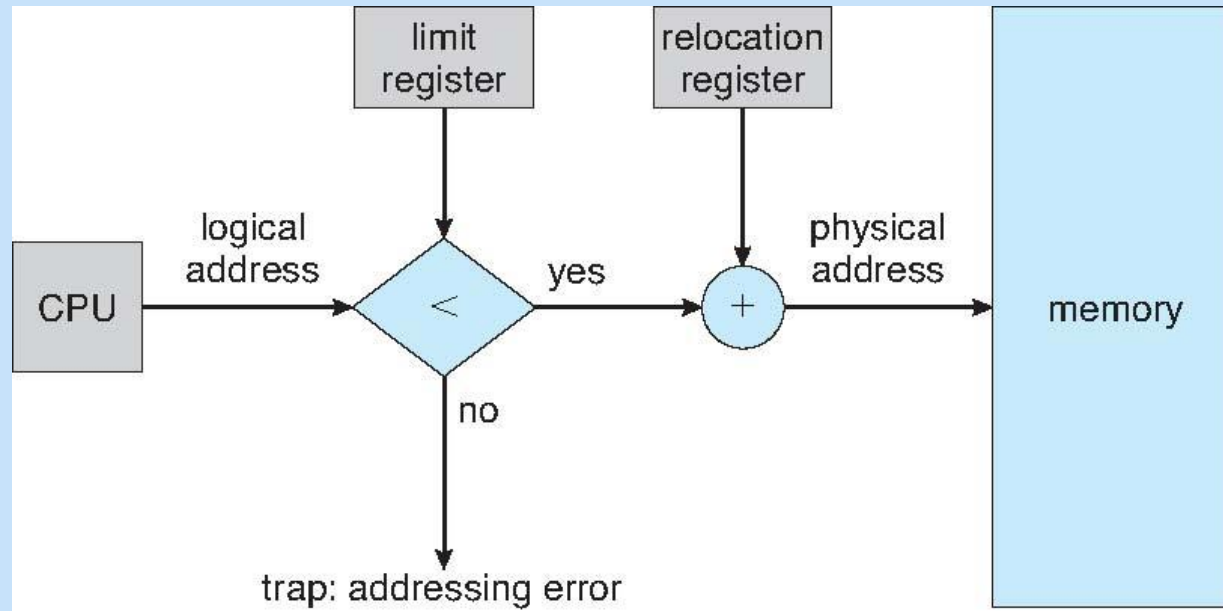 limit
register
relocation
register
logical
address
physical
address
CPU
<
yes
+
memory
no
trap: addressing error